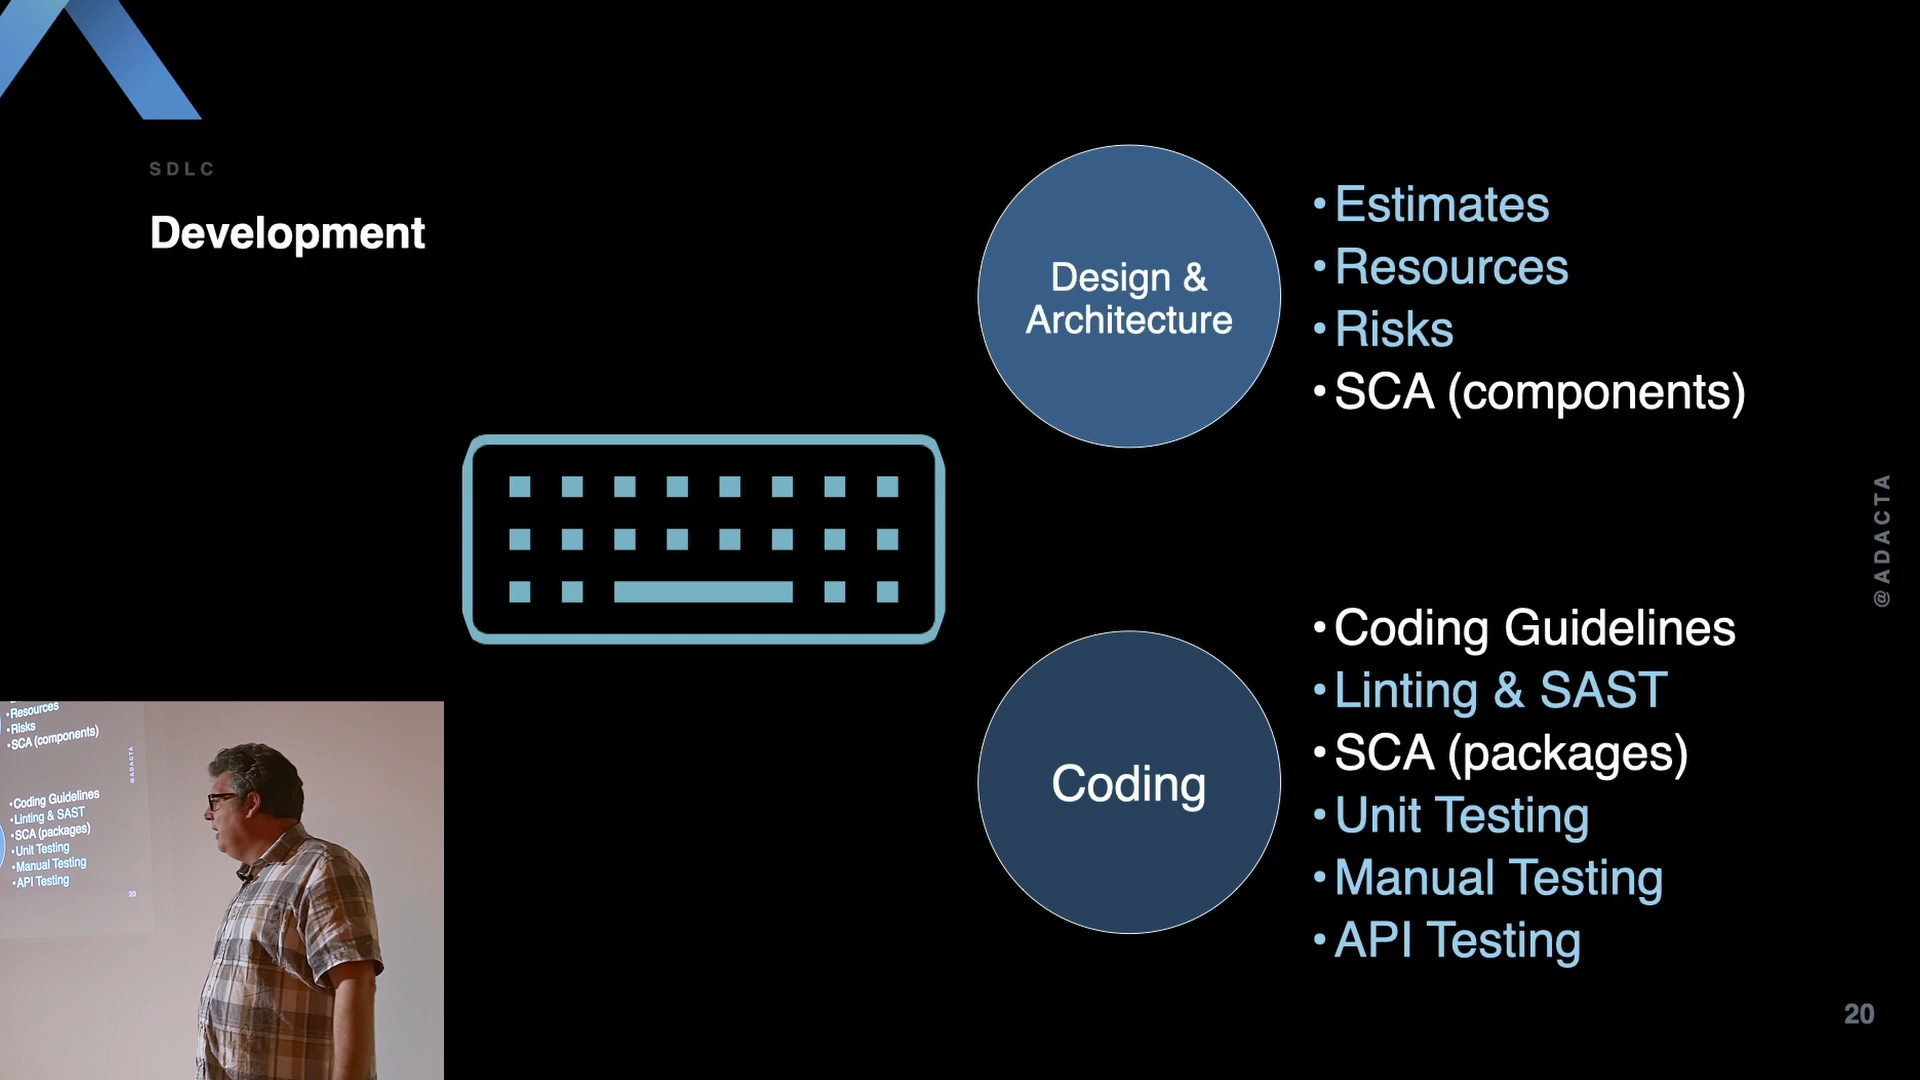 SDLC
Development
Design &
Architecture
• Estimates
• Resources
• Risks
• SCA (components)
Coding
• Coding Guidelines
• Linting & SAST
• SCA (packages)
• Unit Testing
• Manual Testing
• API Testing
@ADACTA
20
• Resources
• Risks
• SCA (components)
@ADACTA
• Coding Guidelines
• Linting & SAST
• SCA (packages)
• Unit Testing
• Manual Testing
• API Testing
20